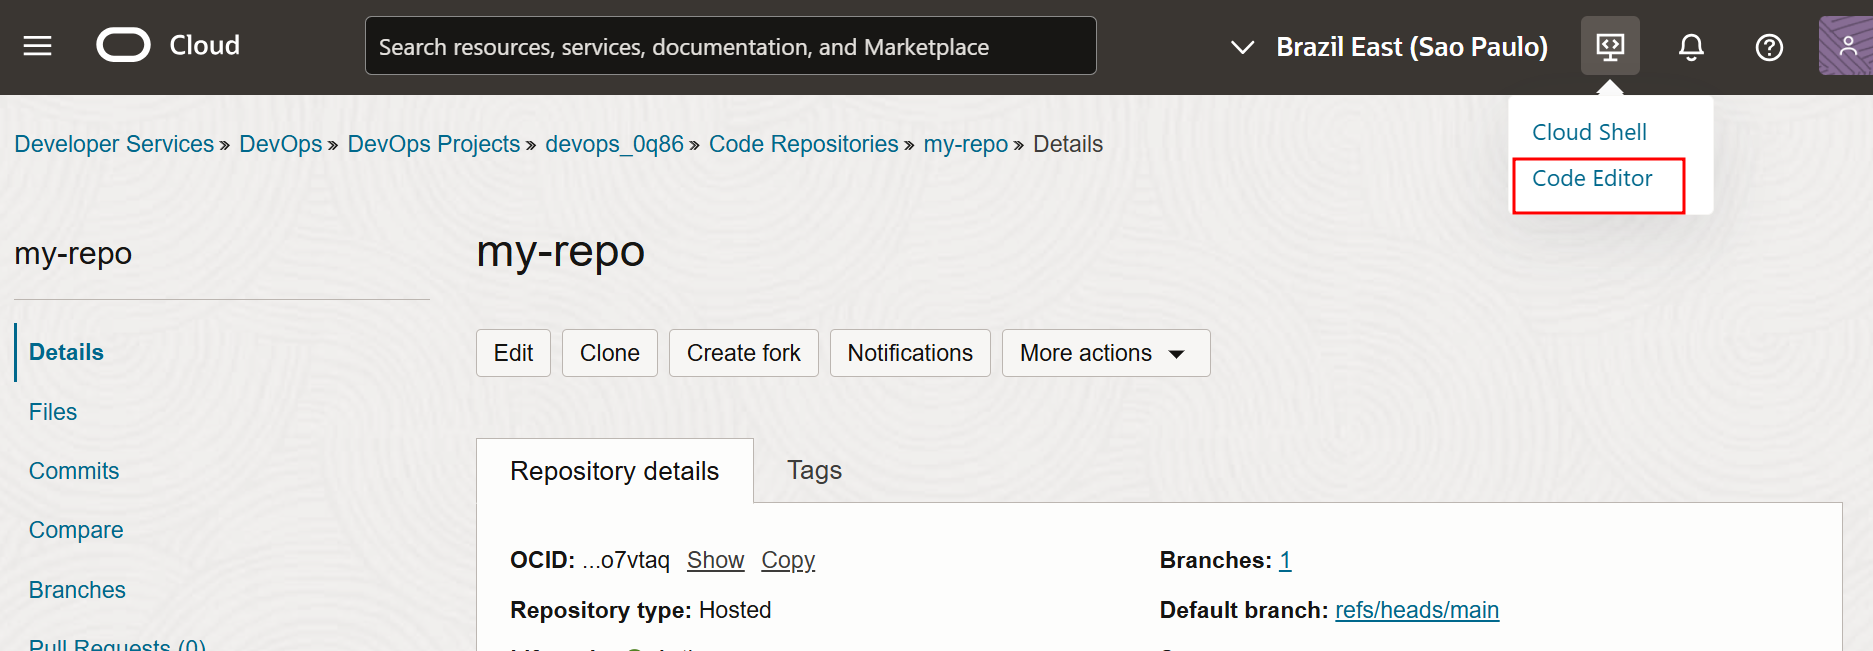 Cloud
Search resources, services, documentation, and Marketplace
Brazil East (Sao Paulo)
Cloud Shell
Code Editor
Developer Services » DevOps » DevOps Projects » devops_0q86 » Code Repositories » my-repo » Details
my-repo
Details
Files
Commits
Compare
Branches
Pull Requests (0)
my-repo
Edit Clone Create fork Notifications More actions
Repository details Tags
OCID: ...o7vtaq Show Copy
Repository type: Hosted
Branches: 1
Default branch: refs/heads/main